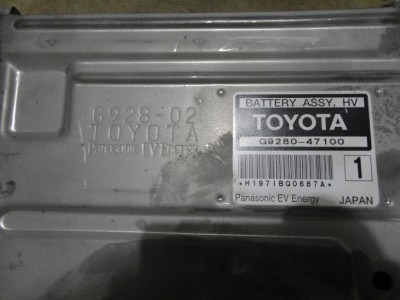 G928-02
TOYOTA
Panasonic EV Energy
BATTERY ASSY, HV
TOYOTA
G9280-47100
*H1971BQ0687A*
1
Panasonic EV Energy
JAPAN